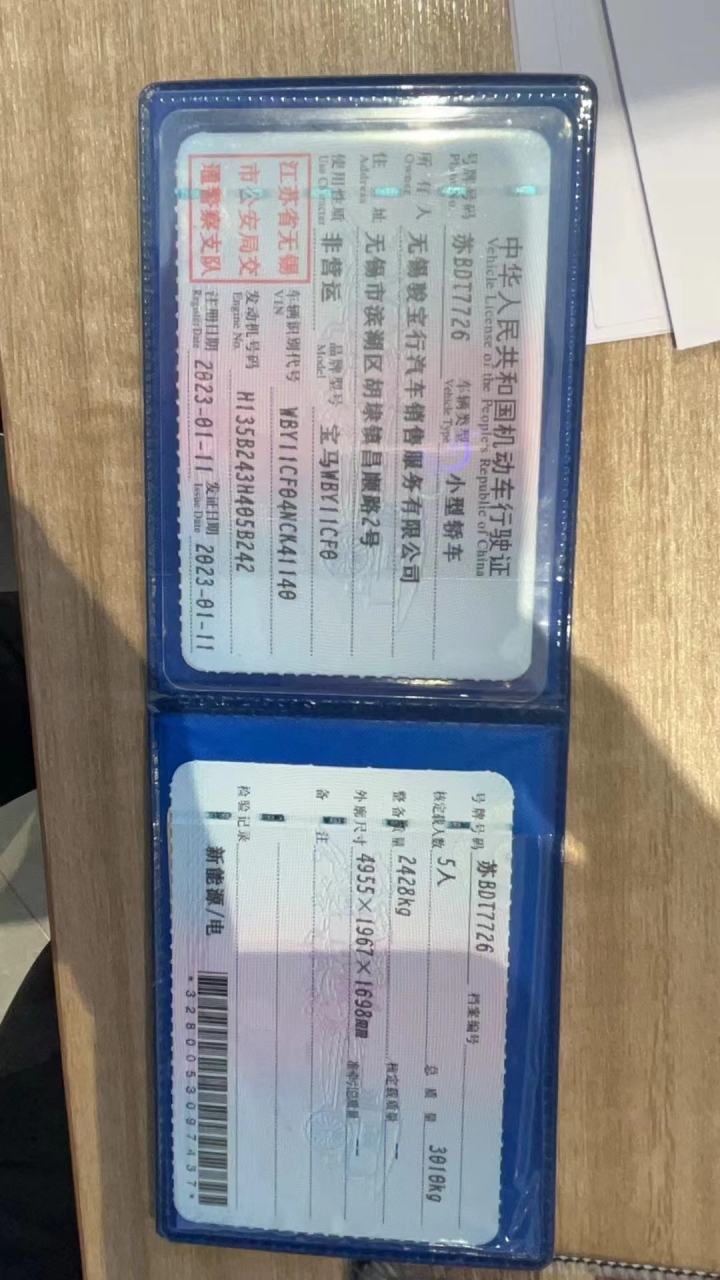 中华人民共和国机动车行驶证
Vehicle License of the People's Republic of China
号牌号码 苏BDT7726 车辆类型 小型轿车
Plate No. Vehicle Type
所有人 无锡骏宝行汽车销售服务有限公司
Owner
住址 无锡市滨湖区胡埭镇昌顺路2号
Address
使用性质 非营运 品牌型号 宝马WBY11CF0
Use Character Model
江苏省无锡
市公安局交
通警察支队
车辆识别代号 WBY11CF04NCK41140
VIN
发动机号码 H135B243H405B242
Engine No.
注册日期 2023-01-11 发证日期 2023-01-11
Register Date Issue Date
号牌号码 苏BDT7726 档案编号
核定载人数 5人 总质量 3010kg
整备质量 2428kg 核定载质量 --
外廓尺寸 4955×1967×1698mm 准牵引总质量 --
备注
检验记录
新能源/电
*3280053097437*